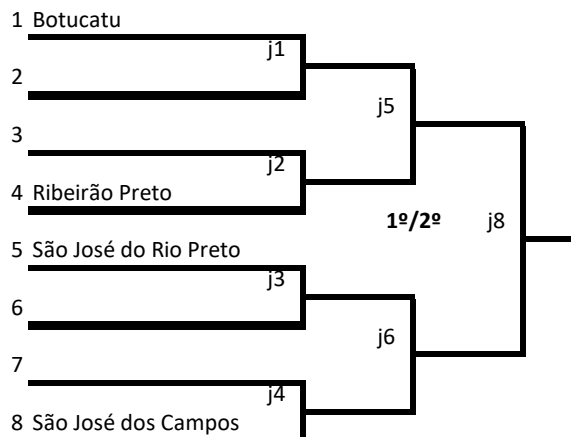 1 Botucatu
j1
2
j5
3
j2
4 Ribeirão Preto
1º/2º j8
5 São José do Rio Preto
j3
6
j6
7
j4
8 São José dos Campos